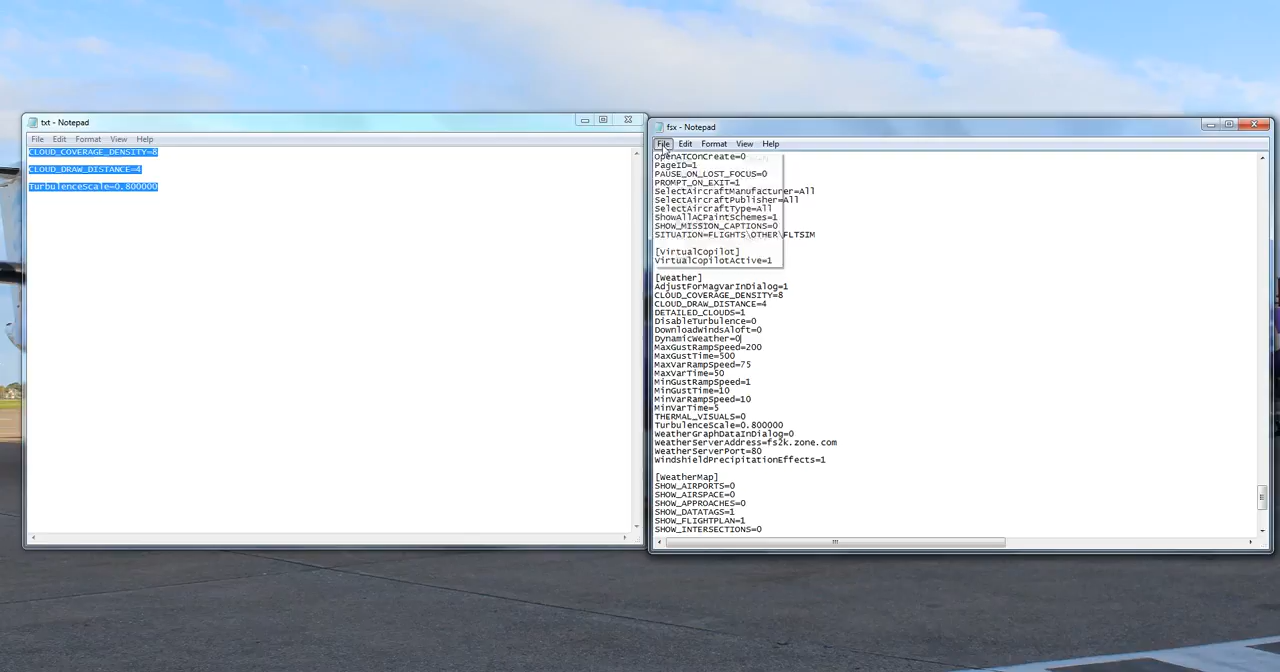 txt - Notepad
File Edit Format View Help
CLOUD_COVERAGE_DENSITY=8
CLOUD_DRAW_DISTANCE=4
TurbulenceScale=0.800000
fsx - Notepad
File Edit Format View Help
OpenATCOnCreate=0
PageID=1
PAUSE_ON_LOST_FOCUS=0
PROMPT_ON_EXIT=1
SelectAircraftManufacturer=All
SelectAircraftPublisher=All
SelectAircraftType=All
ShowAllACPaintSchemes=1
SHOW_MISSION_CAPTIONS=0
SITUATION=FLIGHTS\OTHER\FLTSIM
[VirtualCopilot]
VirtualCopilotActive=1
[Weather]
AdjustForMagvarInDialog=1
CLOUD_COVERAGE_DENSITY=8
CLOUD_DRAW_DISTANCE=4
DETAILED_CLOUDS=1
DisableTurbulence=0
DownloadWindsAloft=0
DynamicWeather=0
MaxGustRampSpeed=200
MaxGustTime=500
MaxVarRampSpeed=75
MaxVarTime=50
MinGustRampSpeed=1
MinGustTime=10
MinVarRampSpeed=10
MinVarTime=5
THERMAL_VISUALS=0
TurbulenceScale=0.800000
WeatherGraphDataInDialog=0
WeatherServerAddress=fs2k.zone.com
WeatherServerPort=80
WindshieldPrecipitationEffects=1
[WeatherMap]
SHOW_AIRPORTS=0
SHOW_AIRSPACE=0
SHOW_APPROACHES=0
SHOW_DATATAGS=1
SHOW_FLIGHTPLAN=1
SHOW_INTERSECTIONS=0